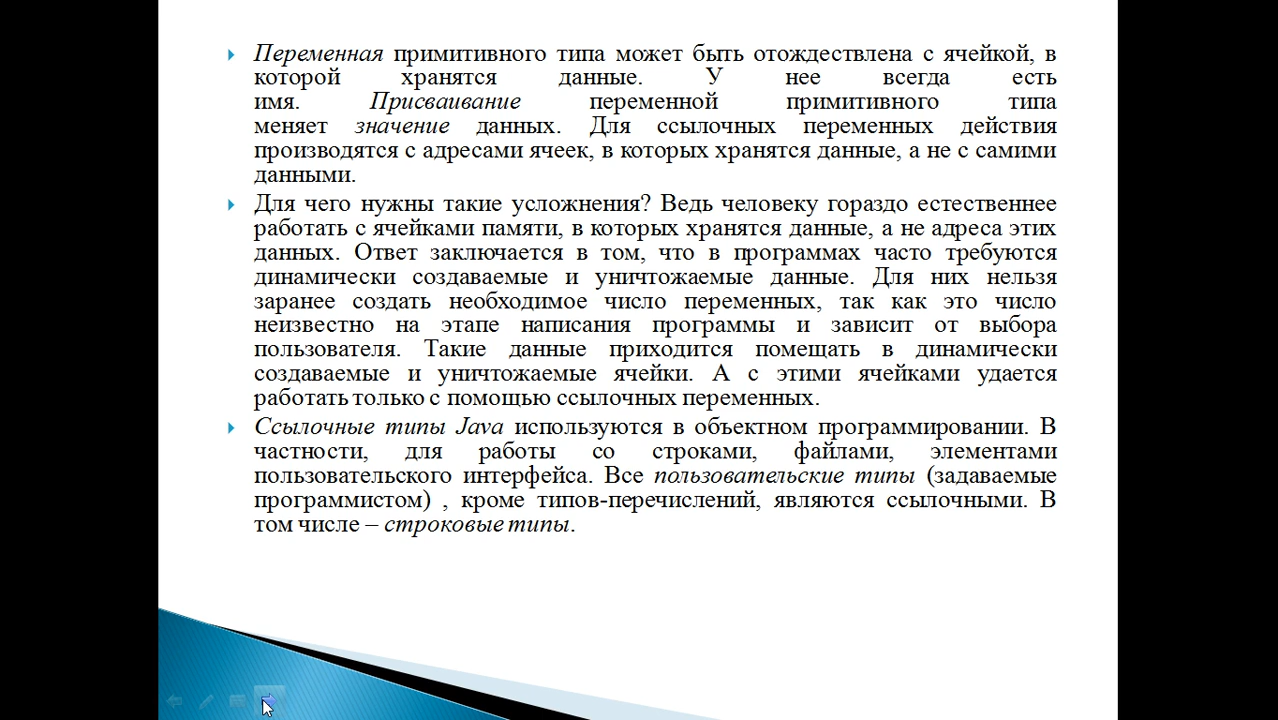 Переменная примитивного типа может быть отождествлена с ячейкой, в
которой хранятся данные. У нее всегда есть
имя. Присваивание переменной примитивного типа
меняет значение данных. Для ссылочных переменных действия
производятся с адресами ячеек, в которых хранятся данные, а не с самими
данными.
Для чего нужны такие усложнения? Ведь человеку гораздо естественнее
работать с ячейками памяти, в которых хранятся данные, а не адреса этих
данных. Ответ заключается в том, что в программах часто требуются
динамически создаваемые и уничтожаемые данные. Для них нельзя
заранее создать необходимое число переменных, так как это число
неизвестно на этапе написания программы и зависит от выбора
пользователя. Такие данные приходится помещать в динамически
создаваемые и уничтожаемые ячейки. А с этими ячейками удается
работать только с помощью ссылочных переменных.
Ссылочные типы Java используются в объектном программировании. В
частности, для работы со строками, файлами, элементами
пользовательского интерфейса. Все пользовательские типы (задаваемые
программистом) , кроме типов-перечислений, являются ссылочными. В
том числе – строковые типы.